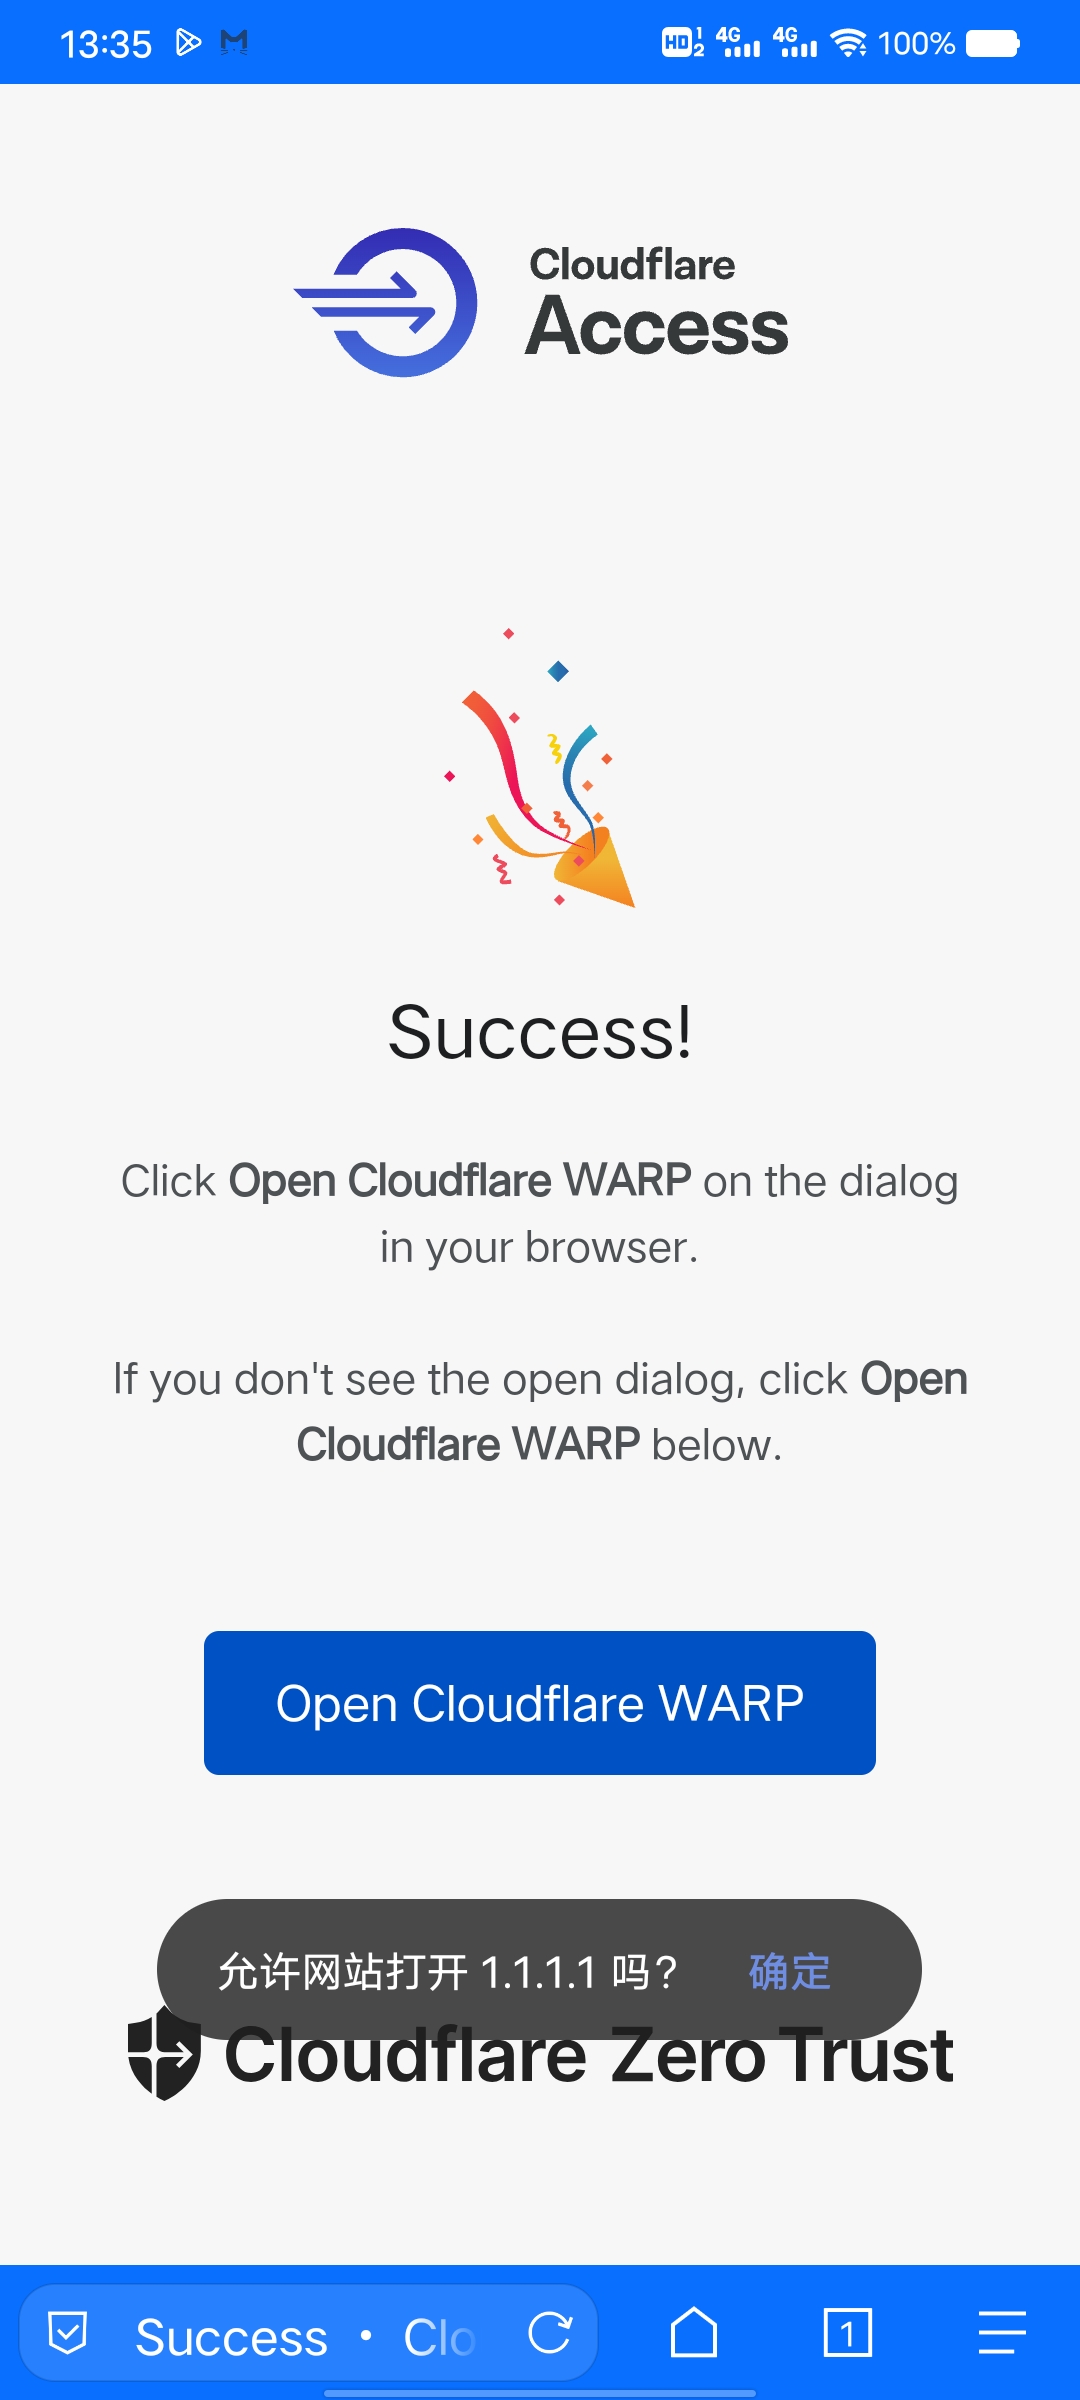 13:35 HD 1 2 4G 4G 100%
Cloudflare
Access
Success!
Click Open Cloudflare WARP on the dialog
in your browser.
If you don't see the open dialog, click Open
Cloudflare WARP below.
Open Cloudflare WARP
允许网站打开 1.1.1.1 吗? 确定
Cloudflare Zero Trust
Success · Clo 1